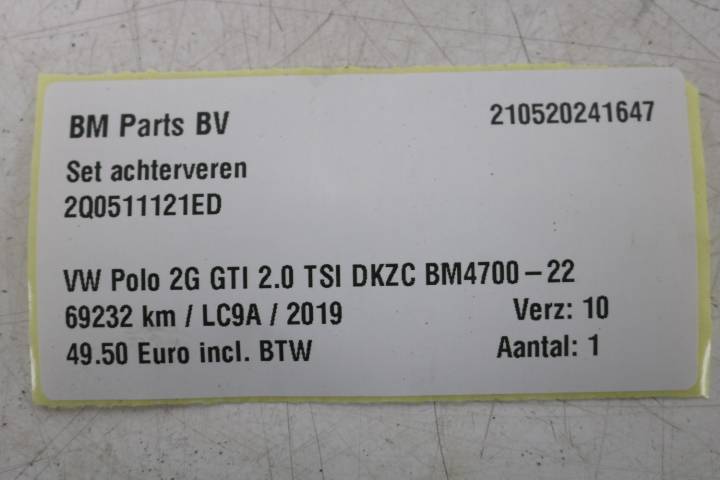 BM Parts BV 210520241647
Set achterveren
2Q0511121ED
VW Polo 2G GTI 2.0 TSI DKZC BM4700-22
69232 km / LC9A / 2019 Verz: 10
49.50 Euro incl. BTW Aantal: 1